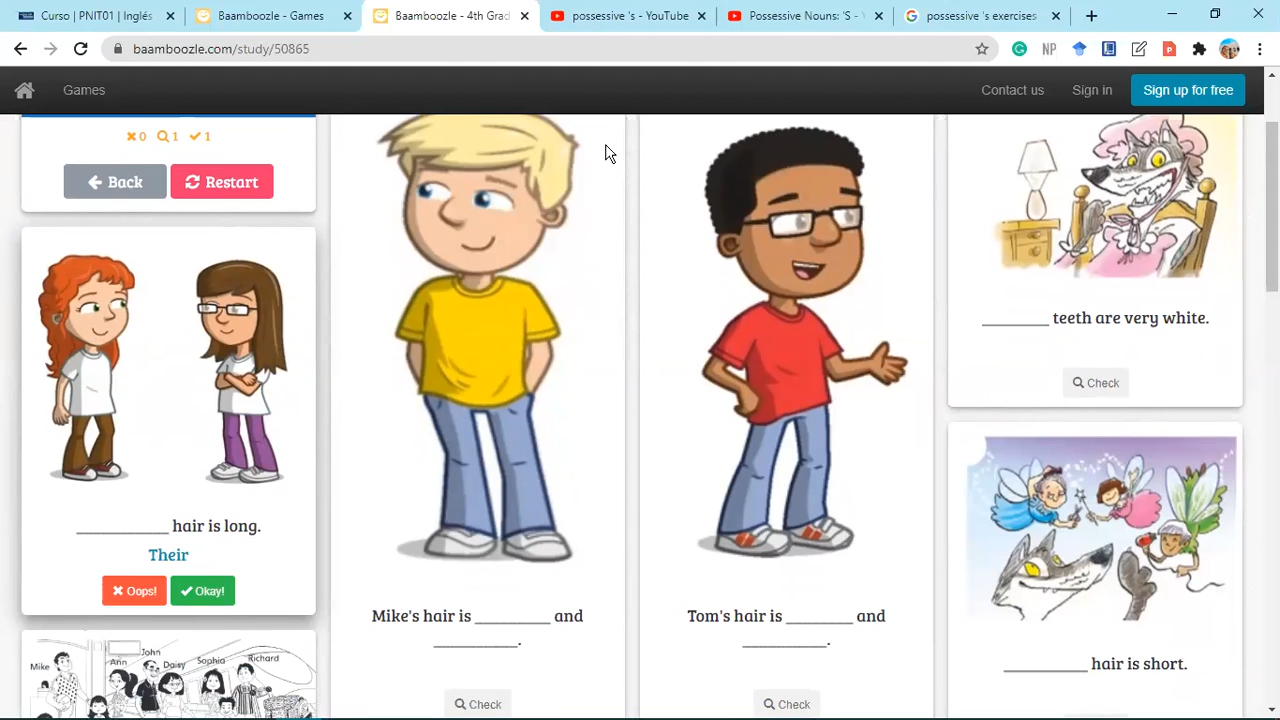 Curso | PNIT01 | Inglés
Baamboozle - Games
Baamboozle - 4th Grad
possessive 's - YouTube
Possessive Nouns: 'S -
possessive 's exercises
baamboozle.com/study/50865
NP
Games
Contact us
Sign in
Sign up for free
0 1 1
Back
Restart
_________ hair is long.
Their
Oops!
Okay!
Mike
Ann
John
Daisy
Sophia
Richard
Mike's hair is ________ and
_________.
Check
Tom's hair is _______ and
_________.
Check
_______ teeth are very white.
Check
_________ hair is short.